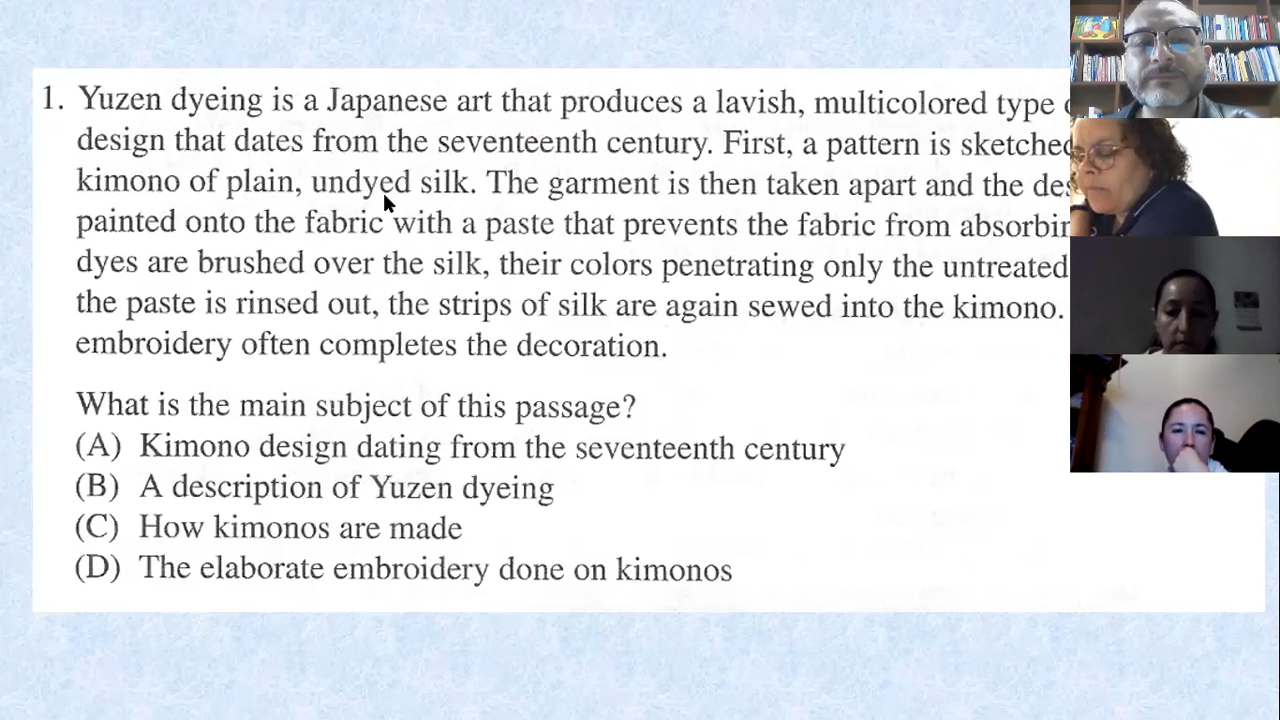 1. Yuzen dyeing is a Japanese art that produces a lavish, multicolored type
design that dates from the seventeenth century. First, a pattern is sketched
kimono of plain, undyed silk. The garment is then taken apart and the
painted onto the fabric with a paste that prevents the fabric from
dyes are brushed over the silk, their colors penetrating only the untreated
the paste is rinsed out, the strips of silk are again sewed into the kimono.
embroidery often completes the decoration.
What is the main subject of this passage?
(A) Kimono design dating from the seventeenth century
(B) A description of Yuzen dyeing
(C) How kimonos are made
(D) The elaborate embroidery done on kimonos